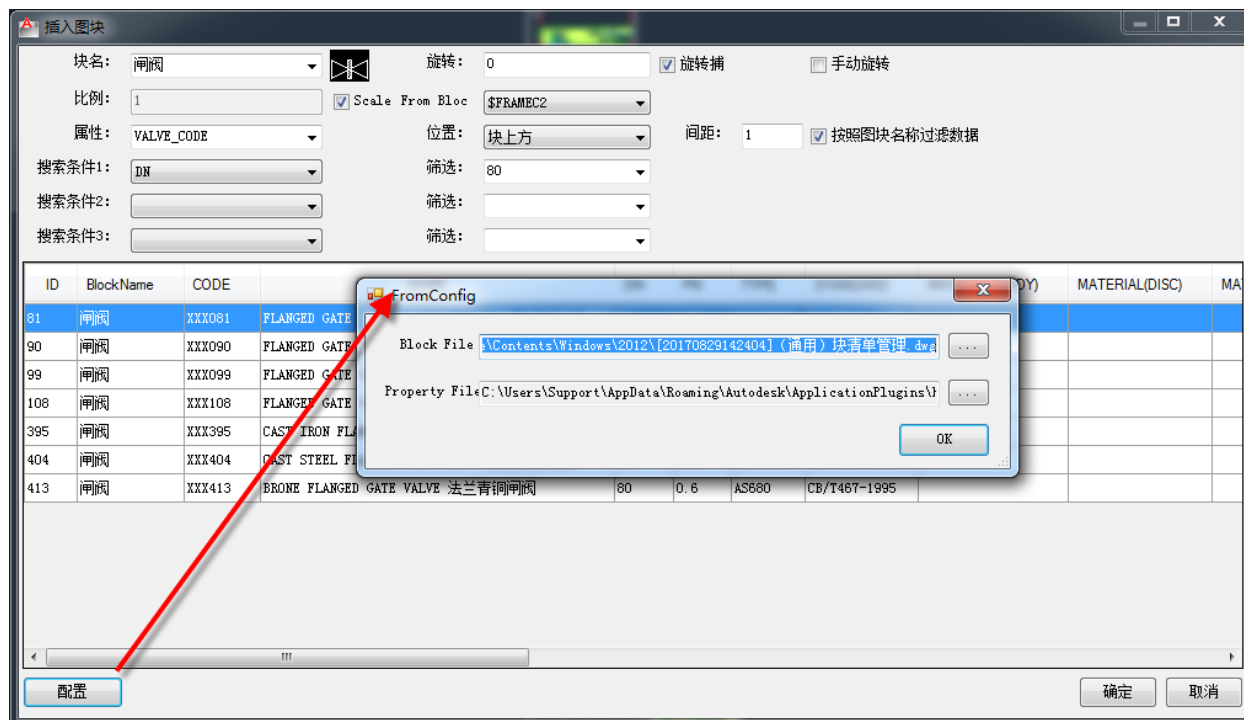 插入图块
块名: 闸阀 旋转: 0 旋转捕 手动旋转
比例: 1 Scale From Bloc $FRAMEC2
属性: VALVE_CODE 位置: 块上方 间距: 1 按照图块名称过滤数据
搜索条件1: DN 筛选: 80
搜索条件2: 筛选:
搜索条件3: 筛选:
ID BlockName CODE DY) MATERIAL(DISC) MA
81 闸阀 XXX081 FLANGED GATE
90 闸阀 XXX090 FLANGED GATE
99 闸阀 XXX099 FLANGED GATE
108 闸阀 XXX108 FLANGED GATE
395 闸阀 XXX395 CAST IRON FLA
404 闸阀 XXX404 CAST STEEL FL
413 闸阀 XXX413 BRONE FLANGED GATE VALVE 法兰青铜闸阀 80 0.6 AS680 CB/T467-1995
FromConfig
Block File \Contents\Windows\2012\[20170829142404]（通用）块清单管理.dwg ...
Property File C:\Users\Support\AppData\Roaming\Autodesk\ApplicationPlugins\ ...
OK
配置 确定 取消